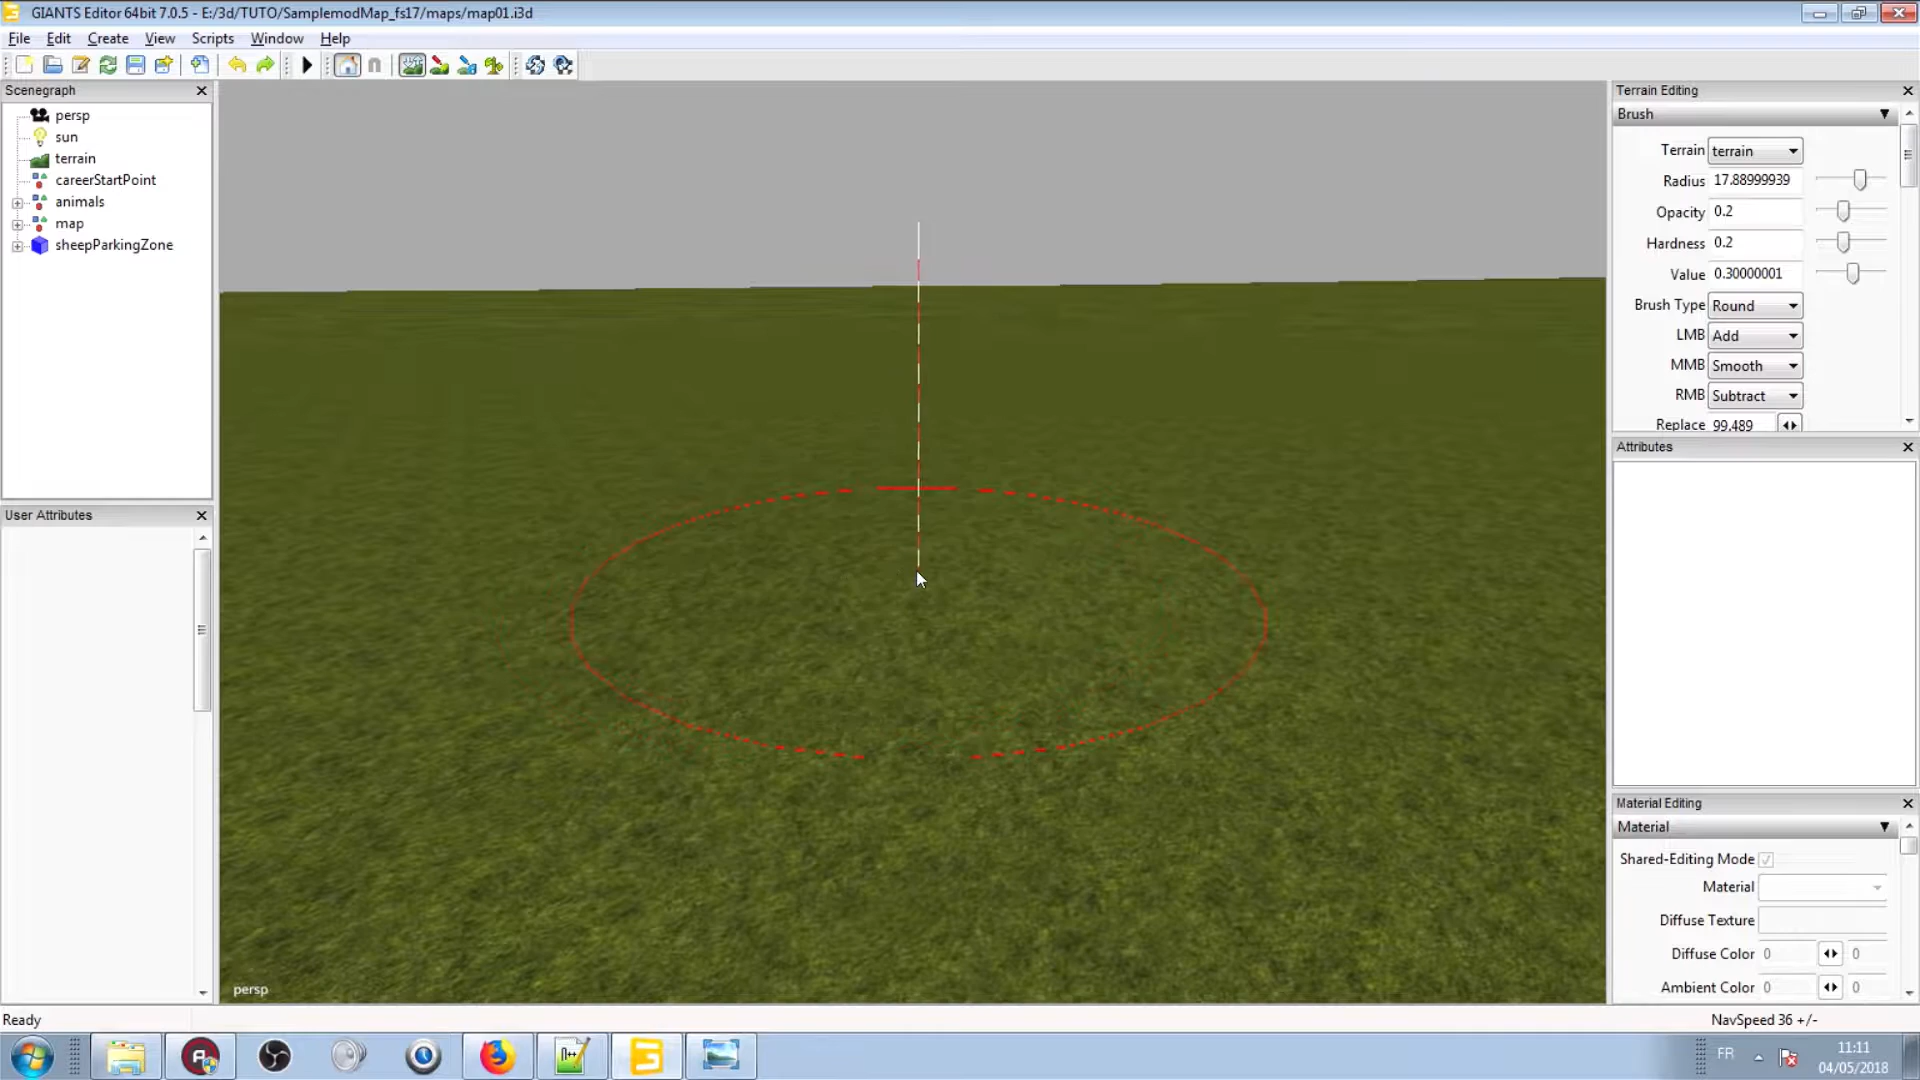 GIANTS Editor 64bit 7.0.5 - E:/3d/TUTO/SamplemodMap_fs17/maps/map01.i3d
File Edit Create View Scripts Window Help
Scenegraph
persp
sun
terrain
careerStartPoint
animals
map
sheepParkingZone
User Attributes
persp
Terrain Editing
Brush
Terrain terrain
Radius 17.88999939
Opacity 0.2
Hardness 0.2
Value 0.30000001
Brush Type Round
LMB Add
MMB Smooth
RMB Subtract
Replace 99.489
Attributes
Material Editing
Material
Shared-Editing Mode
Material
Diffuse Texture
Diffuse Color 0 0
Ambient Color 0 0
Ready
NavSpeed 36 +/-
FR
11:11
04/05/2018